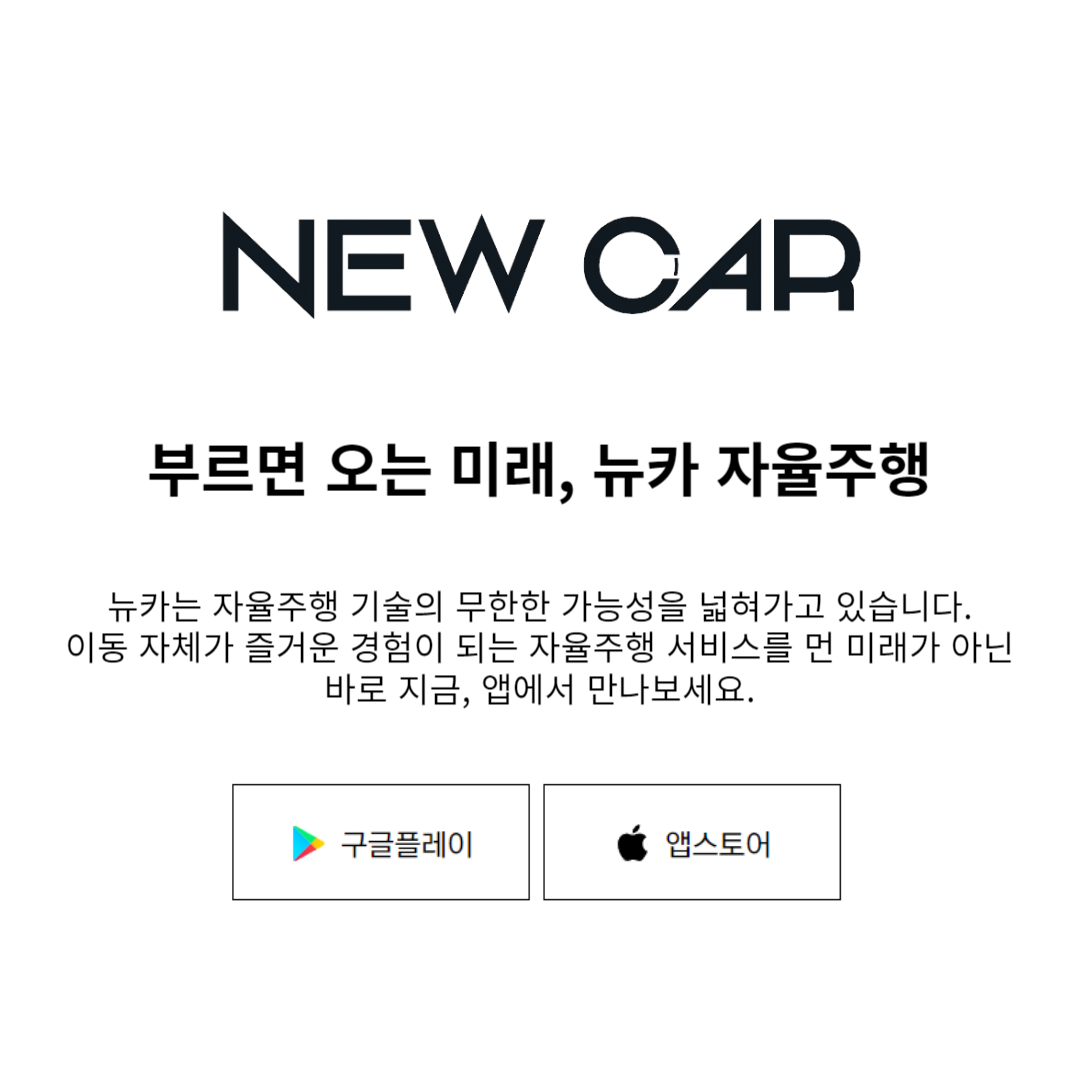 NEW CAR
부르면 오는 미래, 뉴카 자율주행
뉴카는 자율주행 기술의 무한한 가능성을 넓혀가고 있습니다.
이동 자체가 즐거운 경험이 되는 자율주행 서비스를 먼 미래가 아닌
바로 지금, 앱에서 만나보세요.
구글플레이
앱스토어